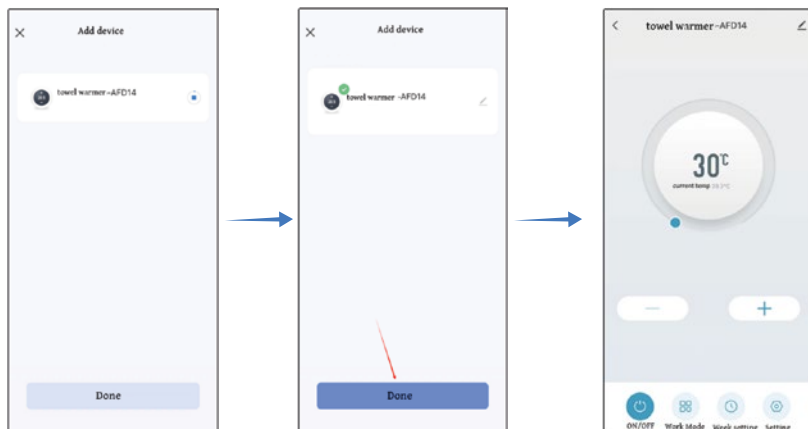 Add device
towel warmer-AFD14
Done
Add device
towel warmer -AFD14
Done
towel warmer-AFD14
30℃
current temp
ON/OFF Work Mode Week setting Setting